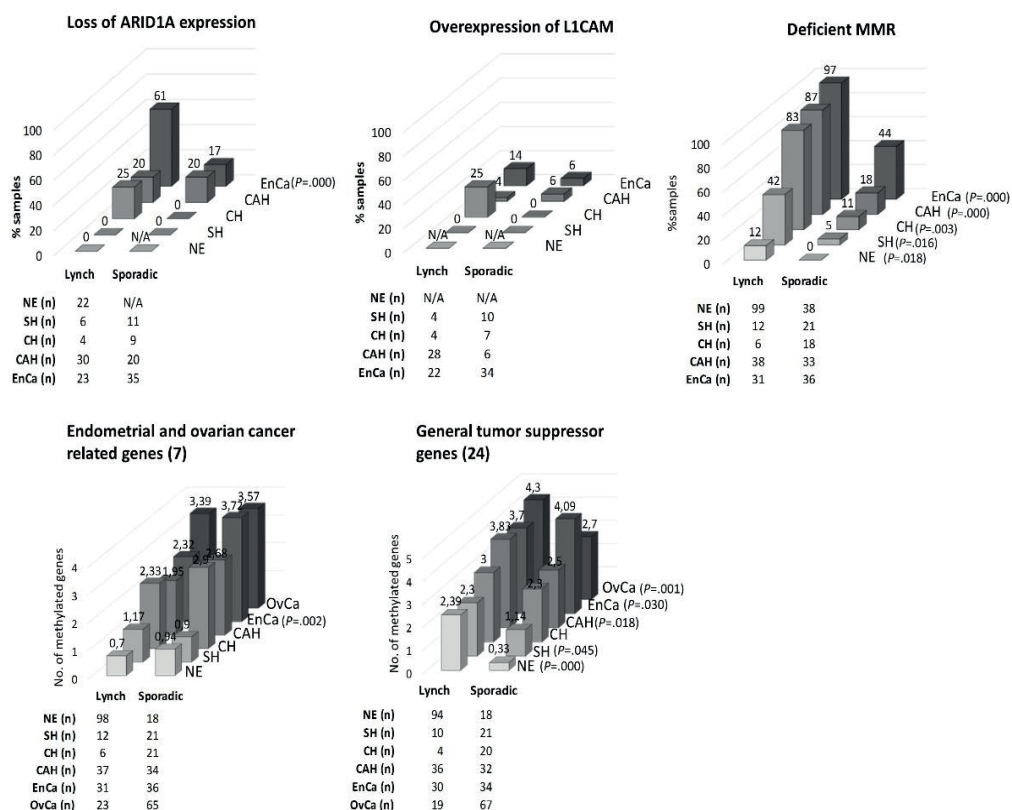 Loss of ARID1A expression
% samples
100
80
60
40
20
0
61
20
25
0
0
17
20
0
0
N/A
EnCa(P=.000)
CAH
CH
SH
NE
Lynch Sporadic
NE (n) 22 N/A
SH (n) 6 11
CH (n) 4 9
CAH (n) 30 20
EnCa (n) 23 35
Overexpression of L1CAM
% samples
100
80
60
40
20
0
14
4
25
0
N/A
6
6
0
0
N/A
EnCa
CAH
CH
SH
NE
Lynch Sporadic
NE (n) N/A N/A
SH (n) 4 10
CH (n) 4 7
CAH (n) 28 6
EnCa (n) 22 34
Deficient MMR
%samples
100
80
60
40
20
0
97
87
83
42
12
44
18
11
5
0
EnCa (P=.000)
CAH (P=.000)
CH (P=.003)
SH (P=.016)
NE (P=.018)
Lynch Sporadic
NE (n) 99 38
SH (n) 12 21
CH (n) 6 18
CAH (n) 38 33
EnCa (n) 31 36
Endometrial and ovarian cancer
related genes (7)
No. of methylated genes
4
3
2
1
0
3,39
2,32
1,95
2,33
1,17
0,7
3,57
3,72
2,68
2,9
0,9
0,94
OvCa
EnCa (P=.002)
CAH
CH
SH
NE
Lynch Sporadic
NE (n) 98 18
SH (n) 12 21
CH (n) 6 21
CAH (n) 37 34
EnCa (n) 31 36
OvCa (n) 23 65
General tumor suppressor
genes (24)
No. of methylated genes
5
4
3
2
1
0
4,3
3,7
3,83
3
2,3
2,39
2,7
4,09
2,5
2,3
1,14
0,33
OvCa (P=.001)
EnCa (P=.030)
CAH (P=.018)
CH
SH (P=.045)
NE (P=.000)
Lynch Sporadic
NE (n) 94 18
SH (n) 10 21
CH (n) 4 20
CAH (n) 36 32
EnCa (n) 30 34
OvCa (n) 19 67